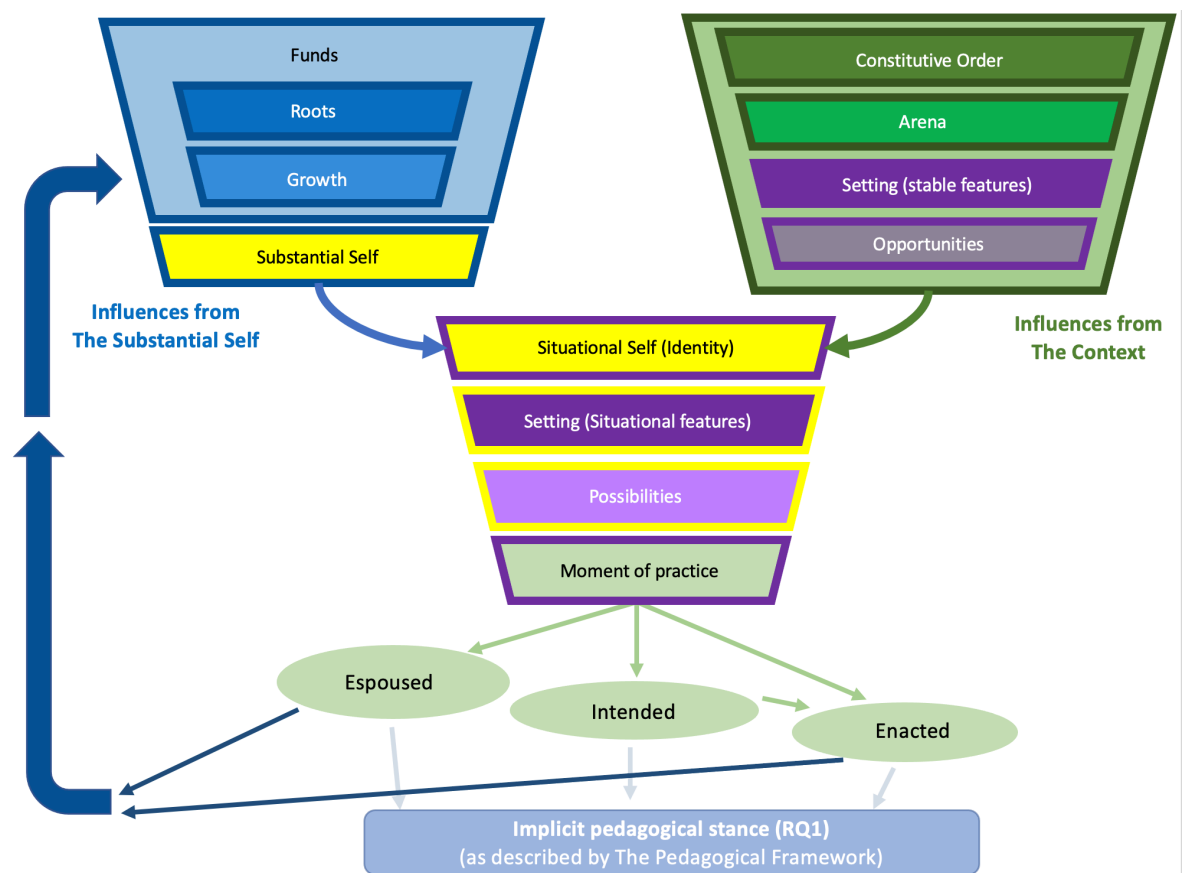 Funds
Roots
Growth
Substantial Self
Influences from
The Substantial Self
Constitutive Order
Arena
Setting (stable features)
Opportunities
Influences from
The Context
Situational Self (Identity)
Setting (Situational features)
Possibilities
Moment of practice
Espoused
Intended
Enacted
Implicit pedagogical stance (RQ1)
(as described by The Pedagogical Framework)